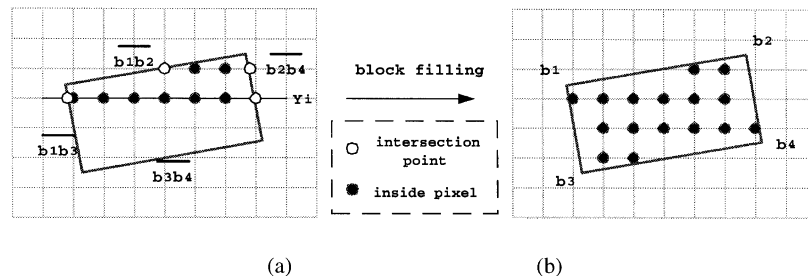 b1b2
b2b4
Yi
b1b3
b3b4
block filling
intersection
point
inside pixel
b1
b2
b3
b4
(a)
(b)